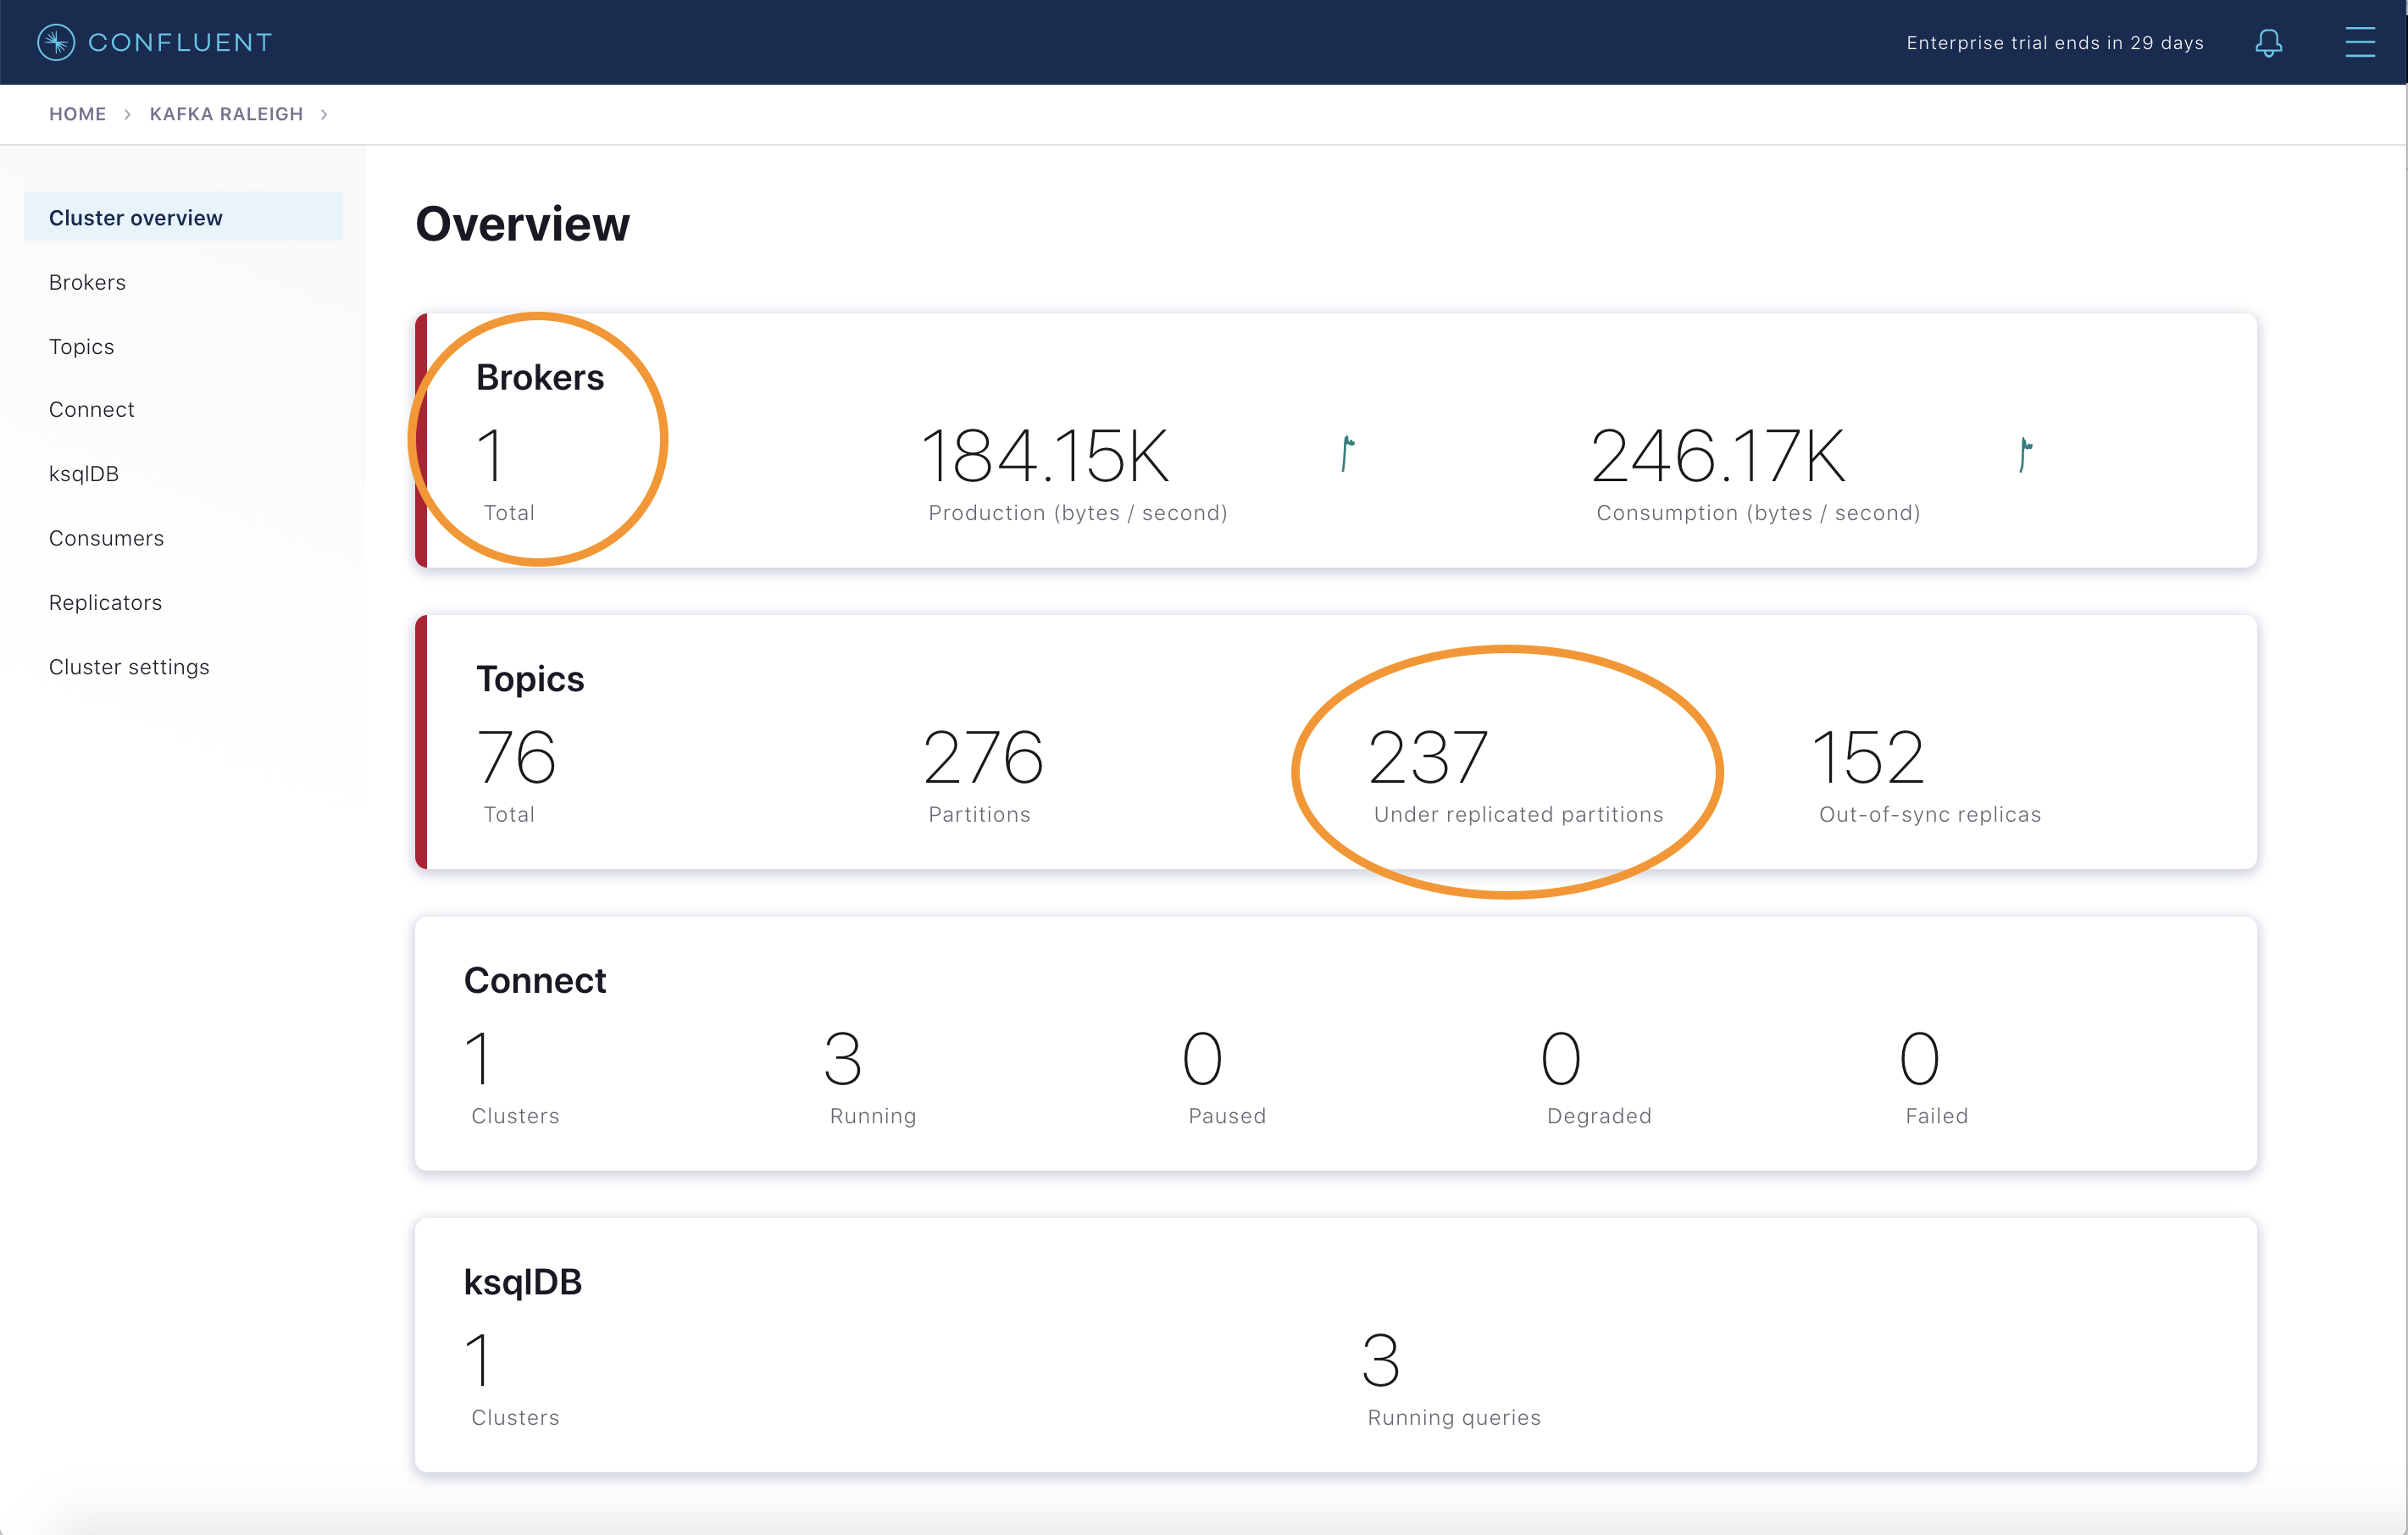 CONFLUENT
Enterprise trial ends in 29 days
HOME > KAFKA RALEIGH >
Cluster overview
Brokers
Topics
Connect
ksqlDB
Consumers
Replicators
Cluster settings
Overview
Brokers
1 184.15K 246.17K
Total Production (bytes / second) Consumption (bytes / second)
Topics
76 276 237 152
Total Partitions Under replicated partitions Out-of-sync replicas
Connect
1 3 0 0 0
Clusters Running Paused Degraded Failed
ksqlDB
1 3
Clusters Running queries